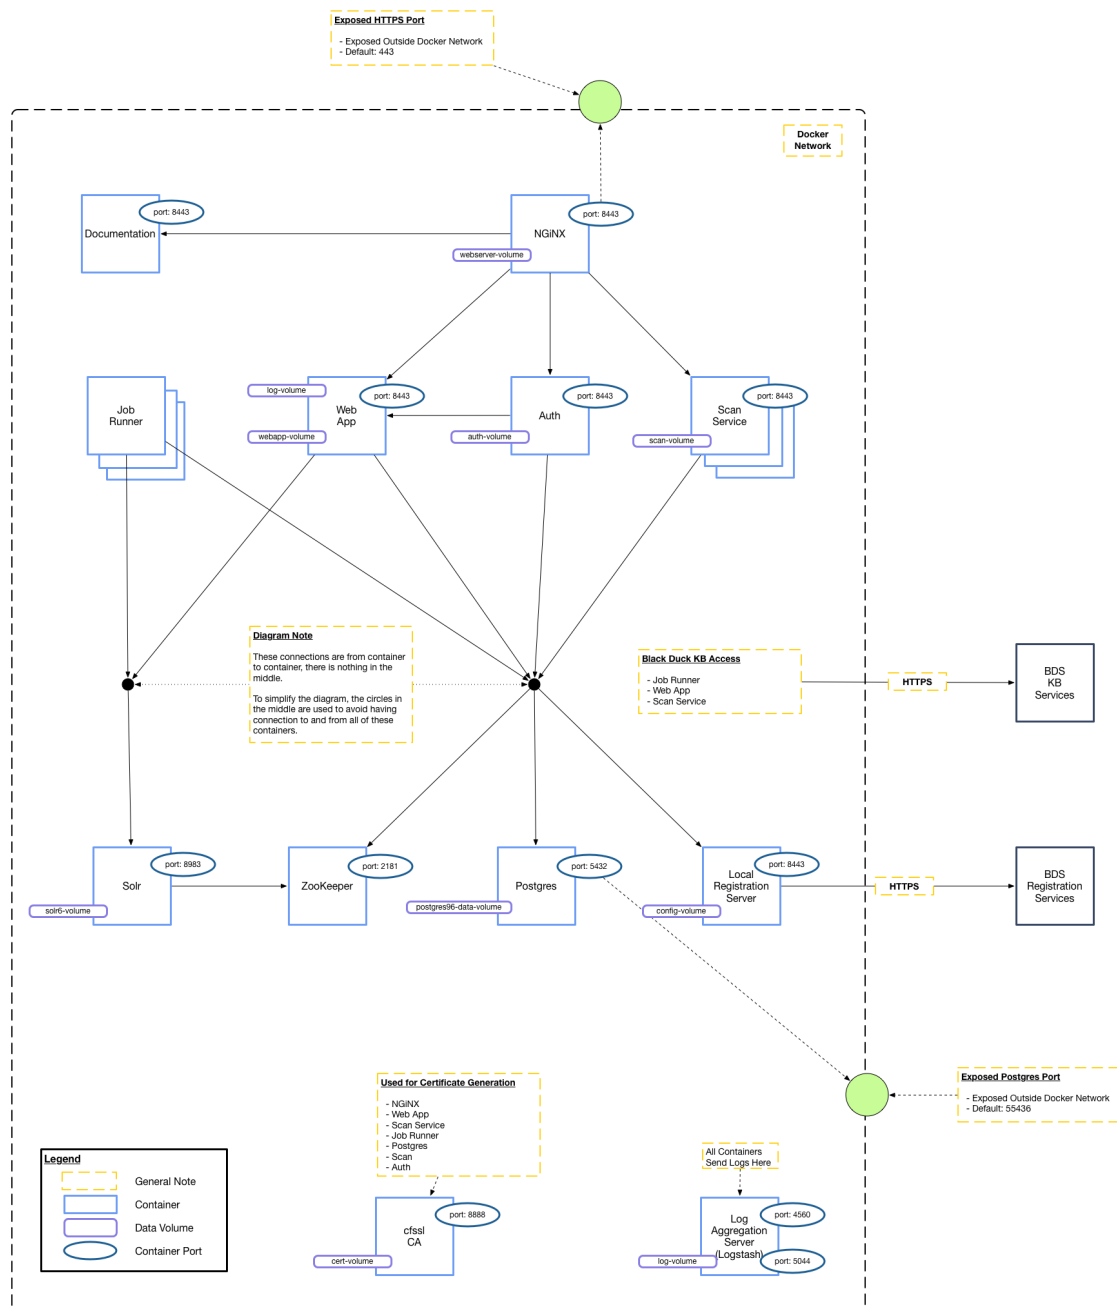 Exposed HTTPS Port
- Exposed Outside Docker Network
- Default: 443
Docker
Network
port: 8443
Documentation
port: 8443
NGiNX
webserver-volume
Job
Runner
log-volume
port: 8443
Web
App
webapp-volume
port: 8443
Auth
auth-volume
port: 8443
Scan
Service
scan-volume
Diagram Note
These connections are from container
to container, there is nothing in the
middle.
To simplify the diagram, the circles in
the middle are used to avoid having
connection to and from all of these
containers.
Black Duck KB Access
- Job Runner
- Web App
- Scan Service
HTTPS
BDS
KB
Services
port: 8983
Solr
solr6-volume
port: 2181
ZooKeeper
port: 5432
Postgres
postgres96-data-volume
port: 8443
Local
Registration
Server
config-volume
HTTPS
BDS
Registration
Services
Exposed Postgres Port
- Exposed Outside Docker Network
- Default: 55436
Used for Certificate Generation
- NGiNX
- Web App
- Scan Service
- Job Runner
- Postgres
- Scan
- Auth
port: 8888
cfssl
CA
cert-volume
All Containers
Send Logs Here
port: 4560
Log
Aggregation
Server
(Logstash)
log-volume
port: 5044
Legend
General Note
Container
Data Volume
Container Port